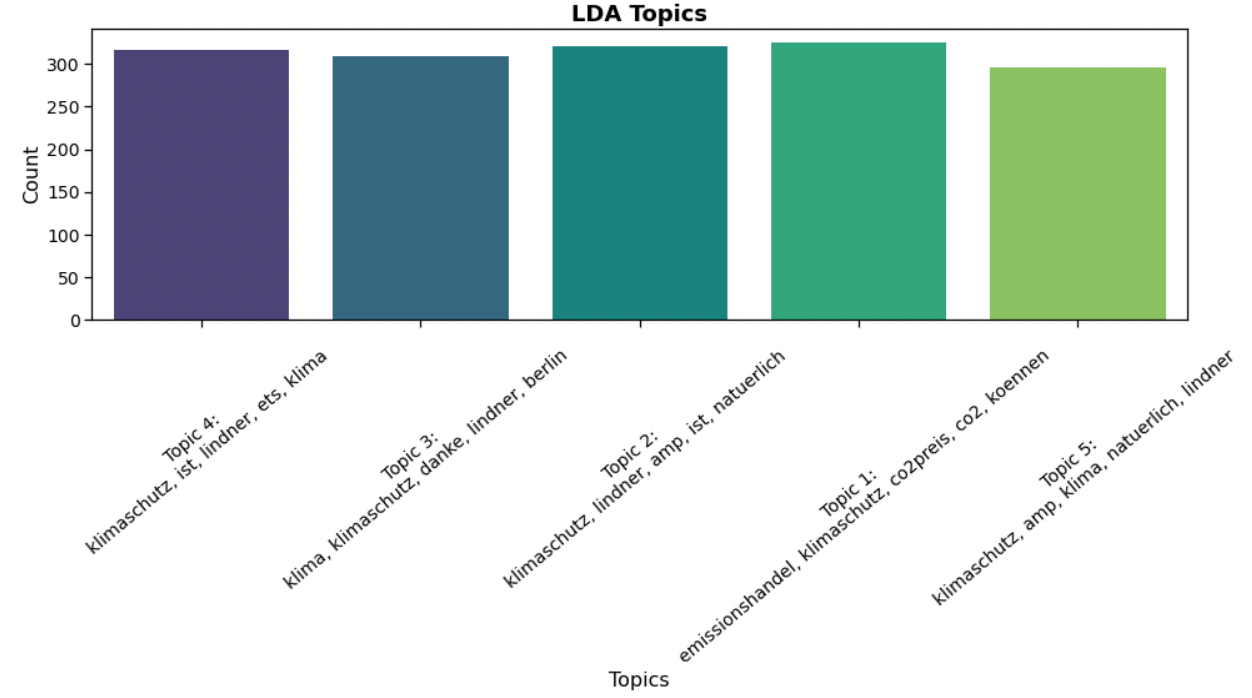 LDA Topics
Count
300
250
200
150
100
50
0
Topic 4:
klimaschutz, ist, lindner, ets, klima
Topic 3:
klima, klimaschutz, danke, lindner, berlin
Topic 2:
klimaschutz, lindner, amp, ist, natuerlich
Topic 1:
emissionshandel, klimaschutz, co2preis, co2, koennen
Topic 5:
klimaschutz, amp, klima, natuerlich, lindner
Topics